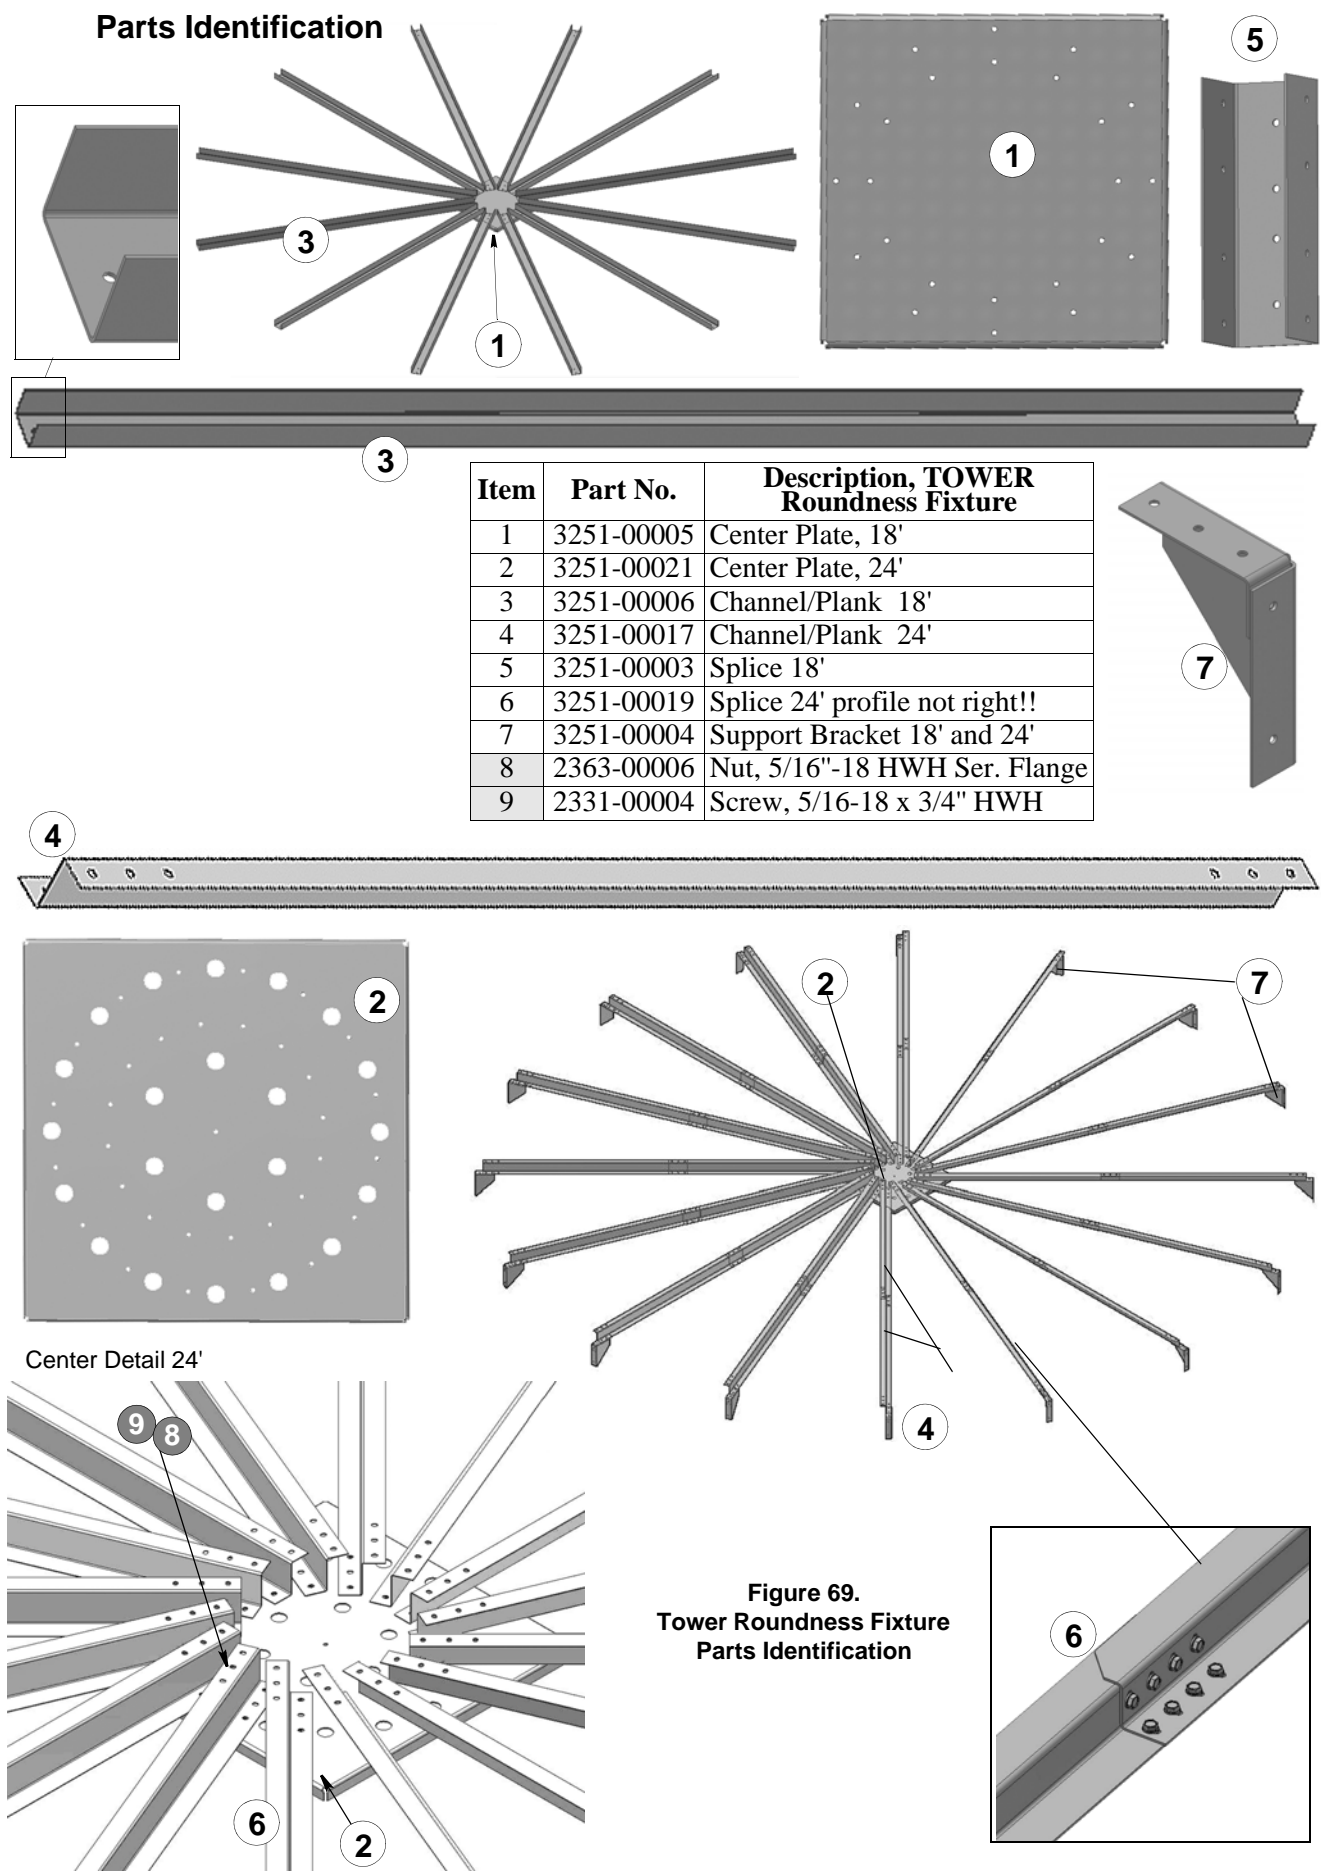 Parts Identification
5
1
3
1
3
Item Part No. Description, TOWER Roundness Fixture
1 3251-00005 Center Plate, 18'
2 3251-00021 Center Plate, 24'
3 3251-00006 Channel/Plank 18'
4 3251-00017 Channel/Plank 24'
5 3251-00003 Splice 18'
6 3251-00019 Splice 24' profile not right!!
7 3251-00004 Support Bracket 18' and 24'
8 2363-00006 Nut, 5/16"-18 HWH Ser. Flange
9 2331-00004 Screw, 5/16-18 x 3/4" HWH
7
4
2
2
7
Center Detail 24'
9 8
4
Figure 69.
Tower Roundness Fixture
Parts Identification
6
6
2